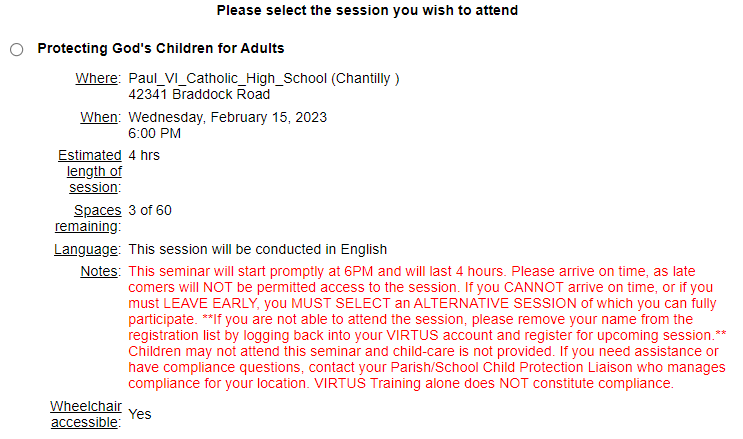 Please select the session you wish to attend
Protecting God's Children for Adults
Where: Paul_VI_Catholic_High_School (Chantilly )
42341 Braddock Road
When: Wednesday, February 15, 2023
6:00 PM
Estimated length of session: 4 hrs
Spaces remaining: 3 of 60
Language: This session will be conducted in English
Notes: This seminar will start promptly at 6PM and will last 4 hours. Please arrive on time, as late
comers will NOT be permitted access to the session. If you CANNOT arrive on time, or if you
must LEAVE EARLY, you MUST SELECT an ALTERNATIVE SESSION of which you can fully
participate. **If you are not able to attend the session, please remove your name from the
registration list by logging back into your VIRTUS account and register for upcoming session.**
Children may not attend this seminar and child-care is not provided. If you need assistance or
have compliance questions, contact your Parish/School Child Protection Liaison who manages
compliance for your location. VIRTUS Training alone does NOT constitute compliance.
Wheelchair accessible: Yes